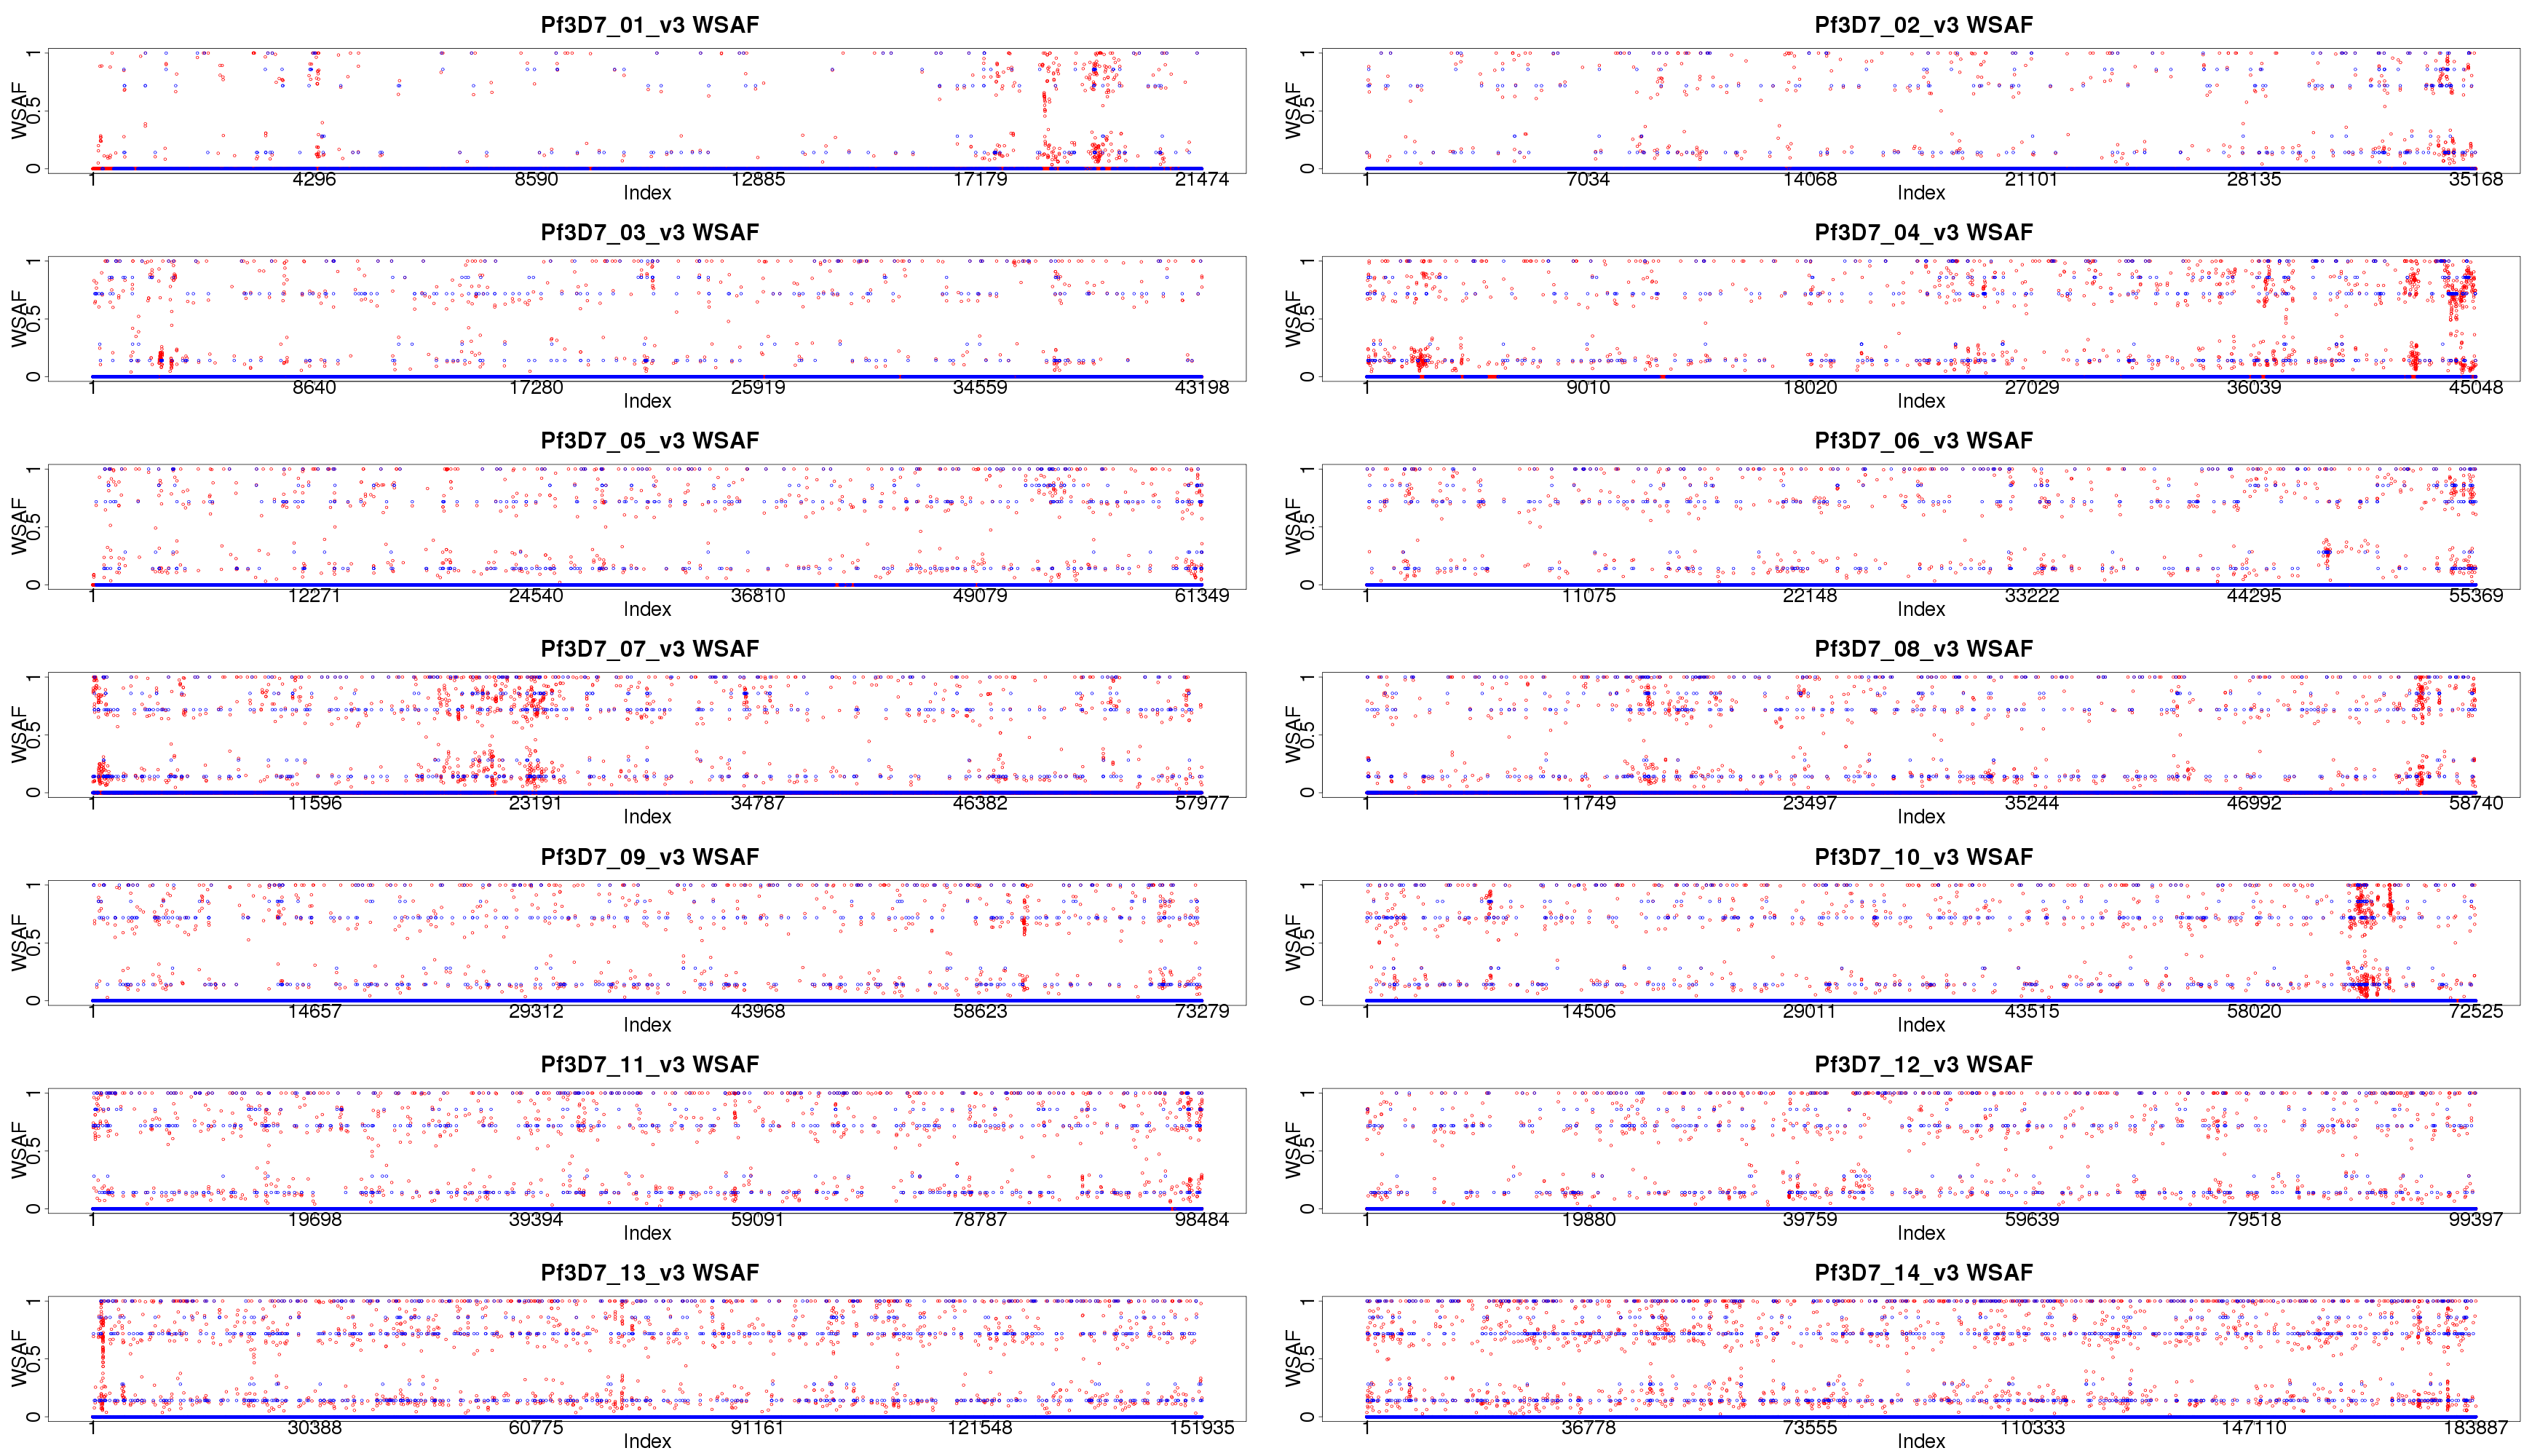 Pf3D7_01_v3 WSAF
WSAF
0 0.5 1
1 4296 8590 12885 17179 21474
Index
Pf3D7_02_v3 WSAF
WSAF
0 0.5 1
1 7034 14068 21101 28135 35168
Index
Pf3D7_03_v3 WSAF
WSAF
0 0.5 1
1 8640 17280 25919 34559 43198
Index
Pf3D7_04_v3 WSAF
WSAF
0 0.5 1
1 9010 18020 27029 36039 45048
Index
Pf3D7_05_v3 WSAF
WSAF
0 0.5 1
1 12271 24540 36810 49079 61349
Index
Pf3D7_06_v3 WSAF
WSAF
0 0.5 1
1 11075 22148 33222 44295 55369
Index
Pf3D7_07_v3 WSAF
WSAF
0 0.5 1
1 11596 23191 34787 46382 57977
Index
Pf3D7_08_v3 WSAF
WSAF
0 0.5 1
1 11749 23497 35244 46992 58740
Index
Pf3D7_09_v3 WSAF
WSAF
0 0.5 1
1 14657 29312 43968 58623 73279
Index
Pf3D7_10_v3 WSAF
WSAF
0 0.5 1
1 14506 29011 43515 58020 72525
Index
Pf3D7_11_v3 WSAF
WSAF
0 0.5 1
1 19698 39394 59091 78787 98484
Index
Pf3D7_12_v3 WSAF
WSAF
0 0.5 1
1 19880 39759 59639 79518 99397
Index
Pf3D7_13_v3 WSAF
WSAF
0 0.5 1
1 30388 60775 91161 121548 151935
Index
Pf3D7_14_v3 WSAF
WSAF
0 0.5 1
1 36778 73555 110333 147110 183887
Index